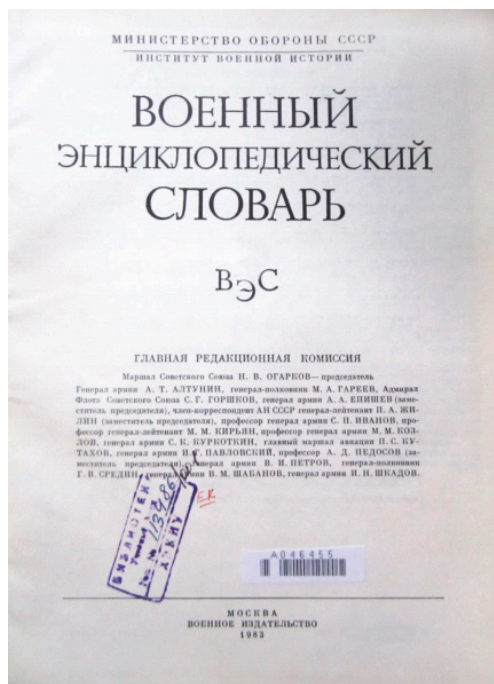 МИНИСТЕРСТВО ОБОРОНЫ СССР
ИНСТИТУТ ВОЕННОЙ ИСТОРИИ
ВОЕННЫЙ
ЭНЦИКЛОПЕДИЧЕСКИЙ
СЛОВАРЬ
ВЭС
ГЛАВНАЯ РЕДАКЦИОННАЯ КОМИССИЯ
Маршал Советского Союза Н. В. ОГАРКОВ — председатель
Генерал армии А. Т. АЛТУНИН, генерал-полковник М. А. ГАРЕЕВ, Адмирал
Флота Советского Союза С. Г. ГОРШКОВ, генерал армии А. А. ЕПИШЕВ (заме-
ститель председателя), член-корреспондент АН СССР генерал-лейтенант П. А. ЖИ-
ЛИН (заместитель председателя), профессор генерал армии С. П. ИВАНОВ, про-
фессор генерал-лейтенант М. М. КИРЬЯН, профессор генерал армии М. М. КОЗ-
ЛОВ, генерал армии С. К. КУРКОТКИН, главный маршал авиации П. С. КУ-
ТАХОВ, генерал армии И. Г. ПАВЛОВСКИЙ, профессор А. Д. ПЕДОСОВ (за-
меститель председателя), генерал армии В. И. ПЕТРОВ, генерал-полковник
Г. В. СРЕДИН, генерал армии В. М. ШАБАНОВ, генерал армии И. Н. ШКАДОВ.
БИБЛИОТЕКА
А046455
МОСКВА
ВОЕННОЕ ИЗДАТЕЛЬСТВО
1983